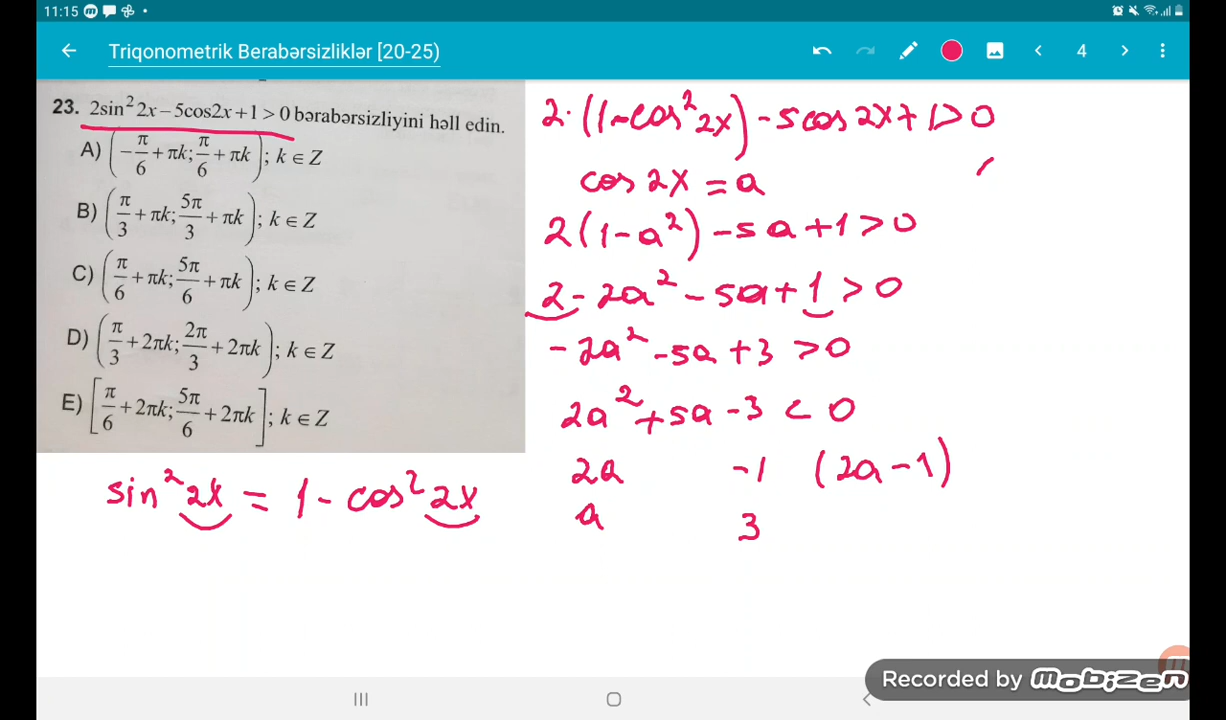 11:15
Triqonometrik Berabərsizliklər [20-25]
4
23. 2sin²2x – 5cos2x + 1 > 0 bərabərsizliyini həll edin.
A) (–π/6 + πk; π/6 + πk); k ∈ Z
B) (π/3 + πk; 5π/3 + πk); k ∈ Z
C) (π/6 + πk; 5π/6 + πk); k ∈ Z
D) (π/3 + 2πk; 2π/3 + 2πk); k ∈ Z
E) [π/6 + 2πk; 5π/6 + 2πk]; k ∈ Z
sin²2x = 1 - cos²2x
2·(1-cos²2x) - 5cos2x+1>0
cos2x = a
2(1-a²) - 5a+1>0
2-2a² - 5a+1>0
-2a² -5a +3 >0
2a²+5a -3 < 0
2a -1 (2a-1)
a 3
Recorded by mobizen